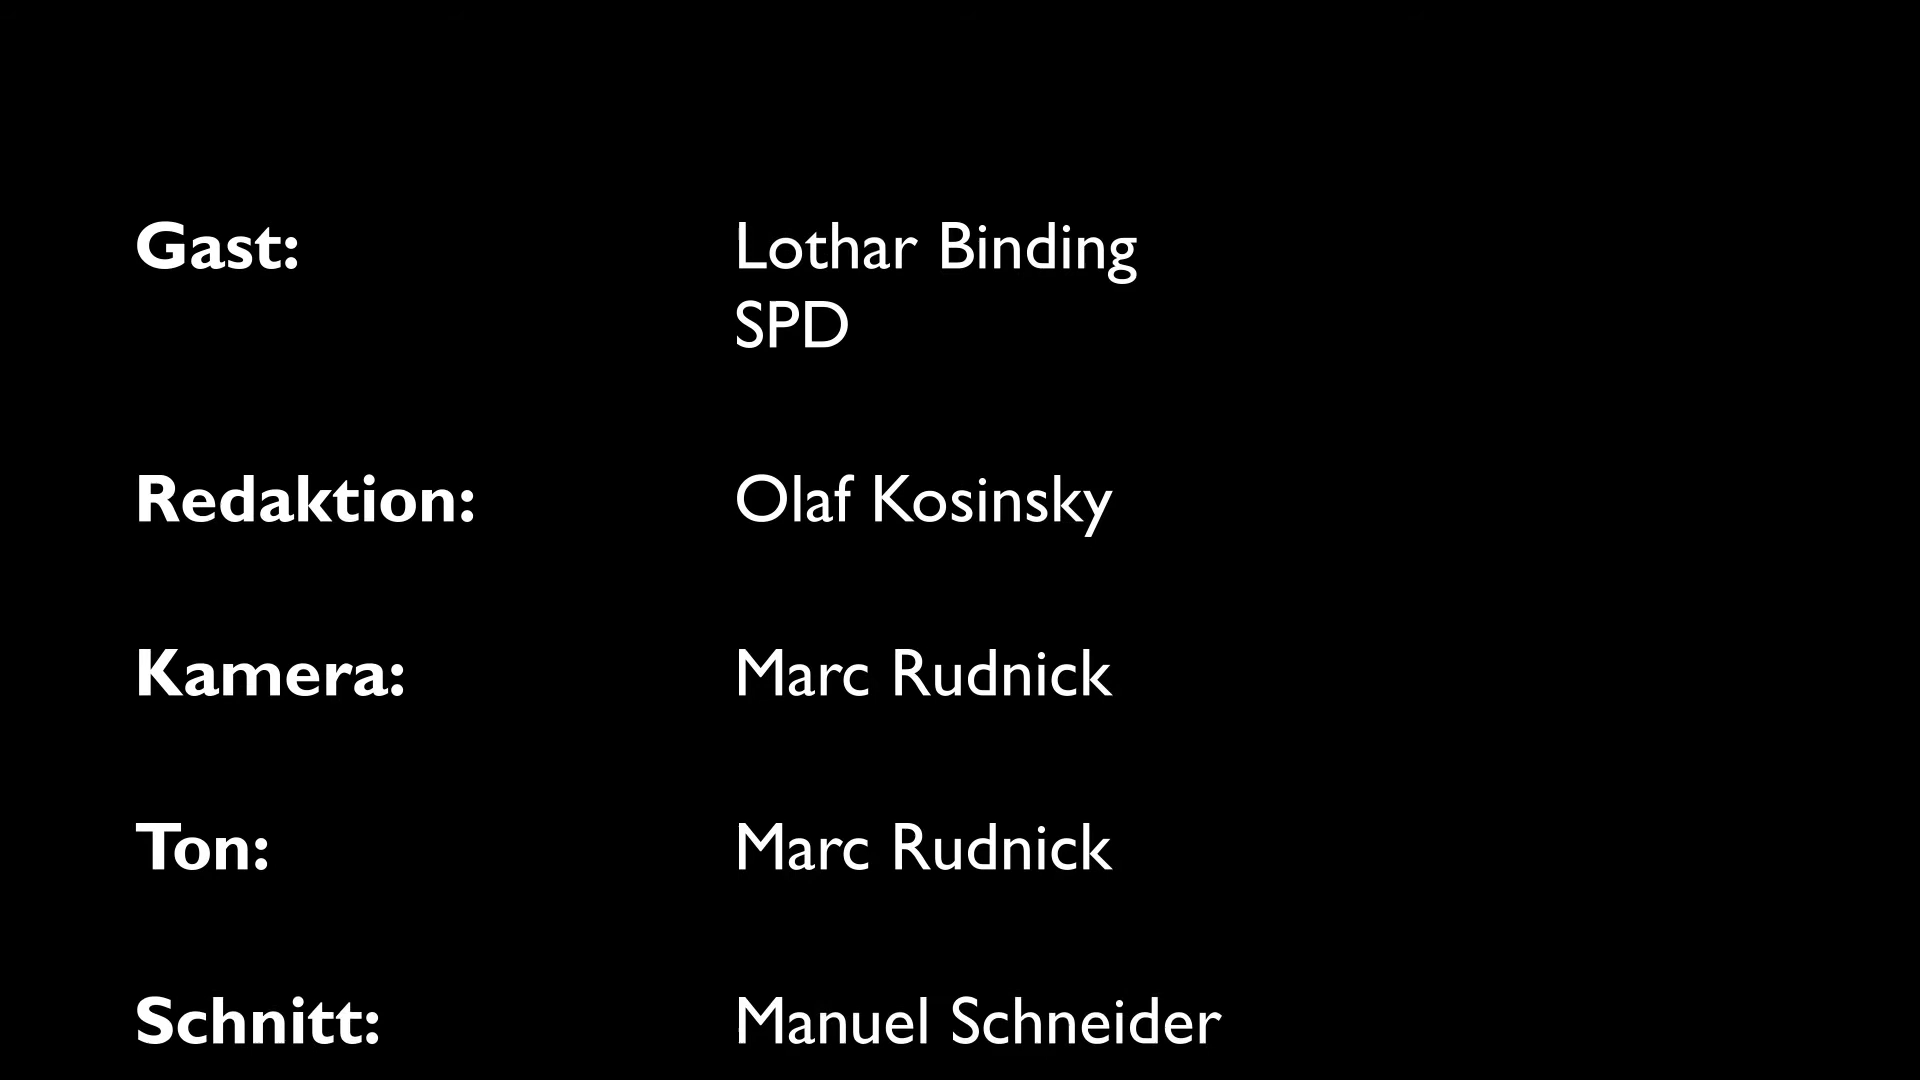 Gast: Lothar Binding
SPD
Redaktion: Olaf Kosinsky
Kamera: Marc Rudnick
Ton: Marc Rudnick
Schnitt: Manuel Schneider